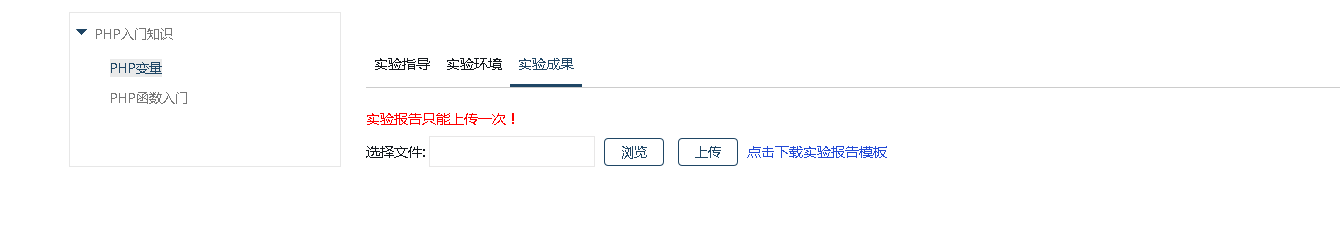 PHP入门知识
PHP变量
PHP函数入门
实验指导 实验环境 实验成果
实验报告只能上传一次！
选择文件: 浏览 上传 点击下载实验报告模板